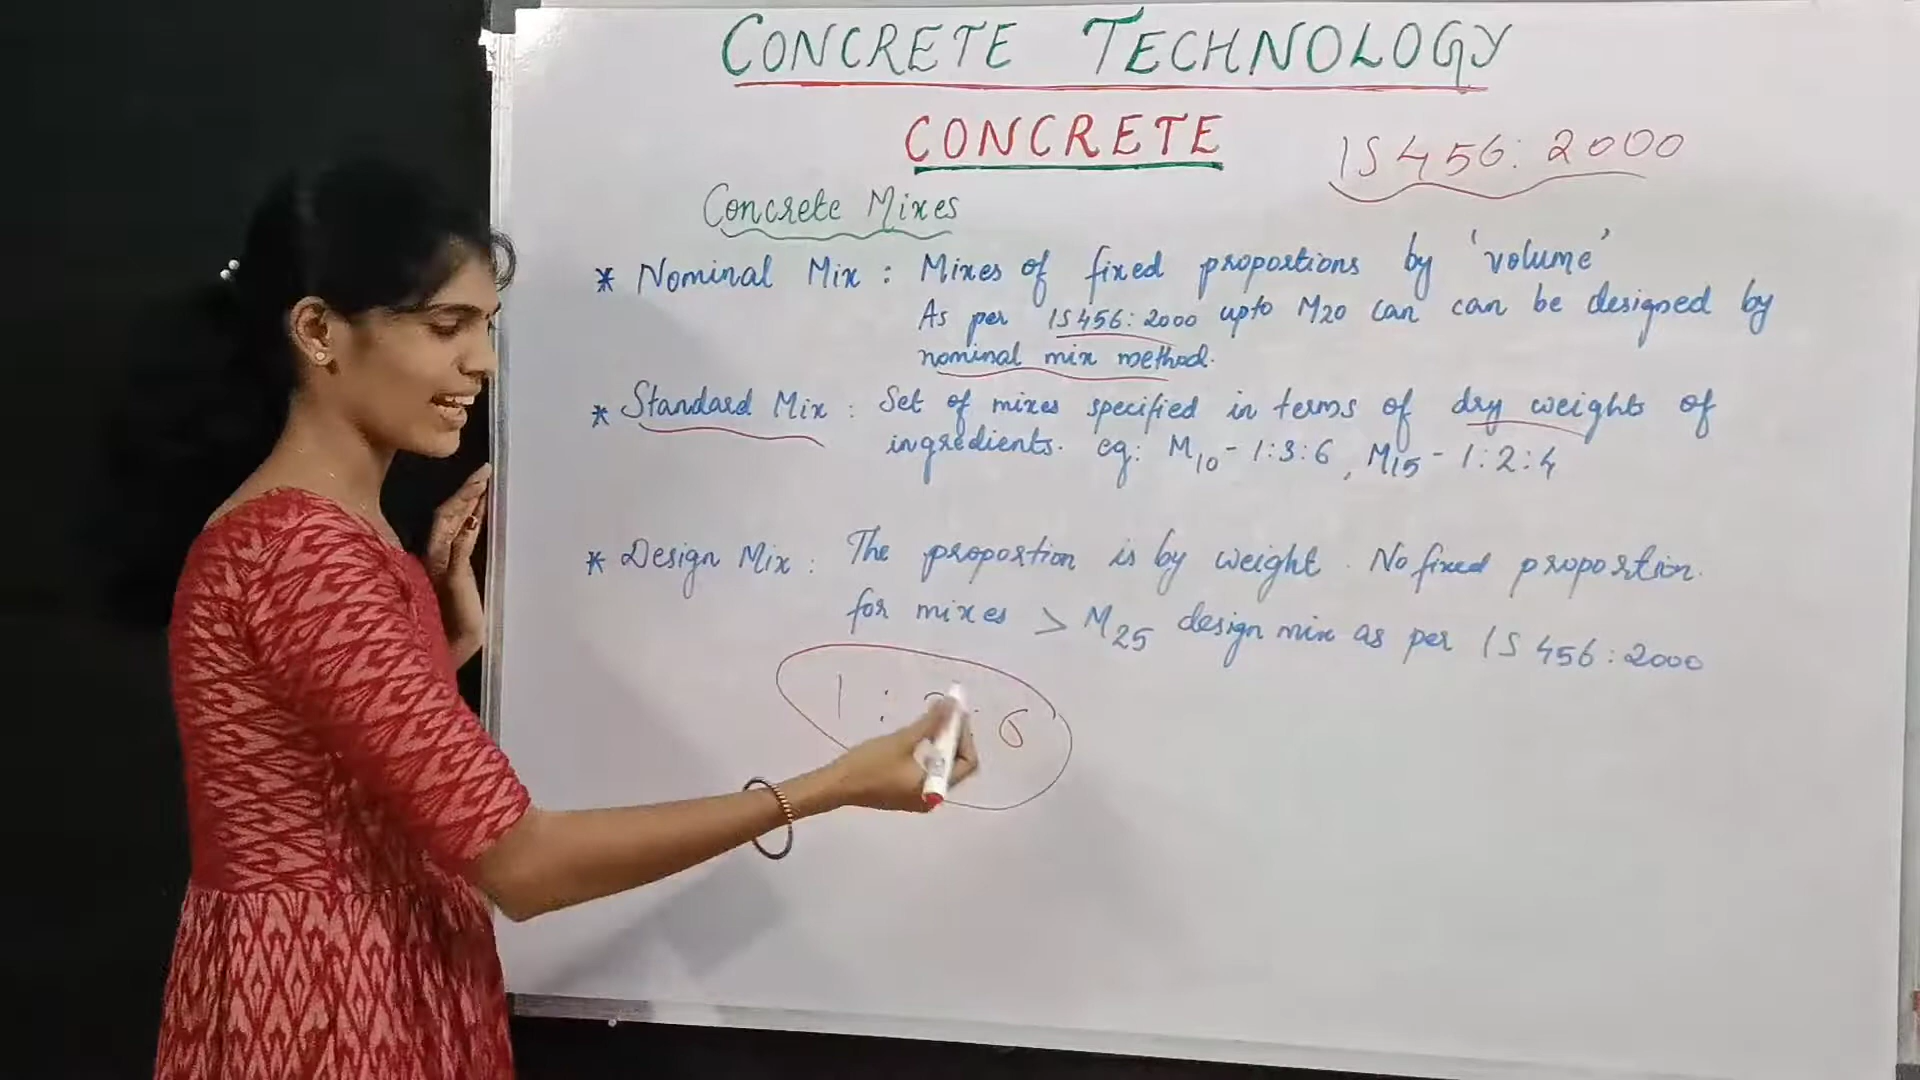 CONCRETE TECHNOLOGY
CONCRETE
IS 456: 2000
Concrete Mixes
* Nominal Mix : Mixes of fixed proportions by 'volume'
As per IS456: 2000 upto M20 can can be designed by
nominal mix method.
* Standard Mix : Set of mixes specified in terms of dry weights of
ingredients. eg: M10 - 1:3:6, M15 - 1:2:4
* Design Mix : The proportion is by weight. No fixed proportion.
for mixes > M25 design mix as per IS 456:2000
1 : : 6